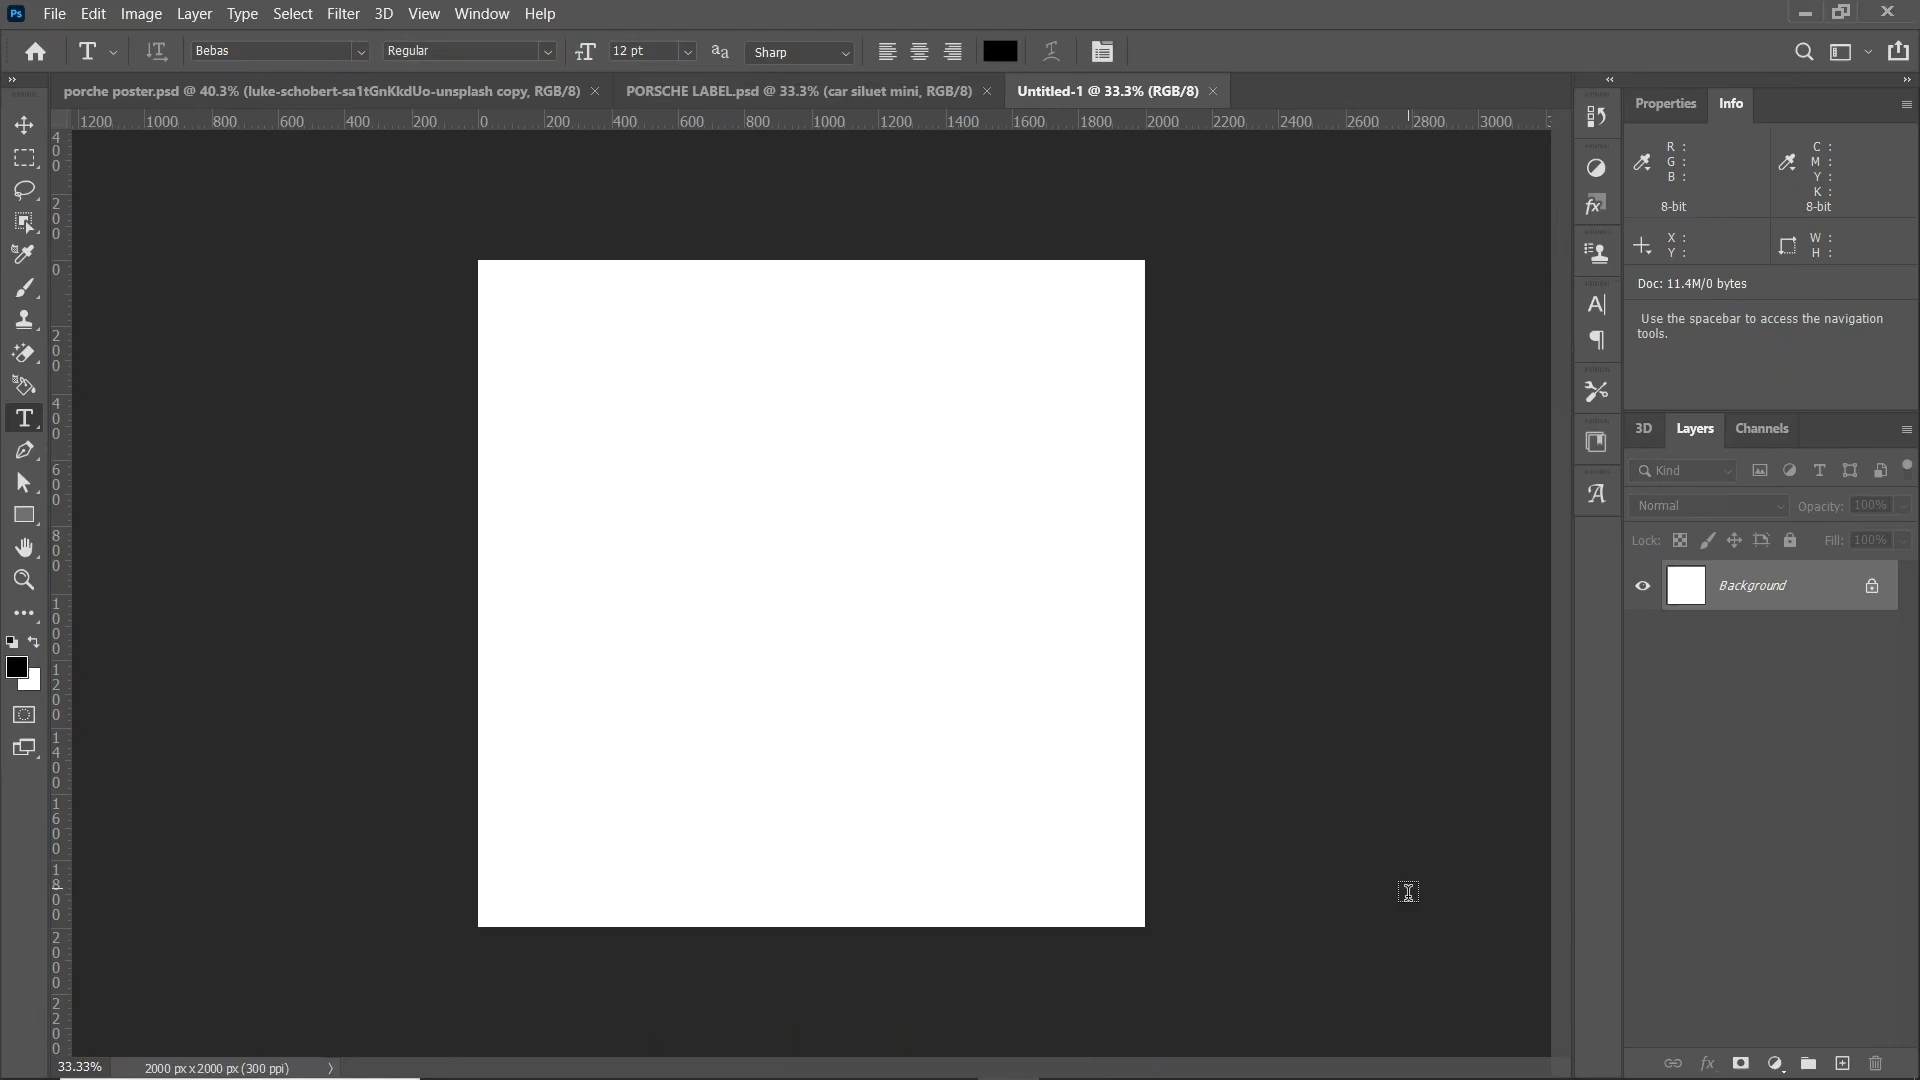 Ps File Edit Image Layer Type Select Filter 3D View Window Help
Bebas Regular 12 pt Sharp
porche poster.psd @ 40.3% (luke-schobert-sa1tGnKkdUo-unsplash copy, RGB/8) PORSCHE LABEL.psd @ 33.3% (car siluet mini, RGB/8) Untitled-1 @ 33.3% (RGB/8)
1200 1000 800 600 400 200 0 200 400 600 800 1000 1200 1400 1600 1800 2000 2200 2400 2600 2800 3000
400
200
0
200
400
600
800
1000
1200
1400
1600
1800
2000
2200
Properties Info
R : C :
G : M :
B : Y :
K :
8-bit 8-bit
X : W :
Y : H :
Doc: 11.4M/0 bytes
Use the spacebar to access the navigation
tools.
3D Layers Channels
Kind
Normal Opacity: 100%
Lock: Fill: 100%
Background
33.33% 2000 px x 2000 px (300 ppi)